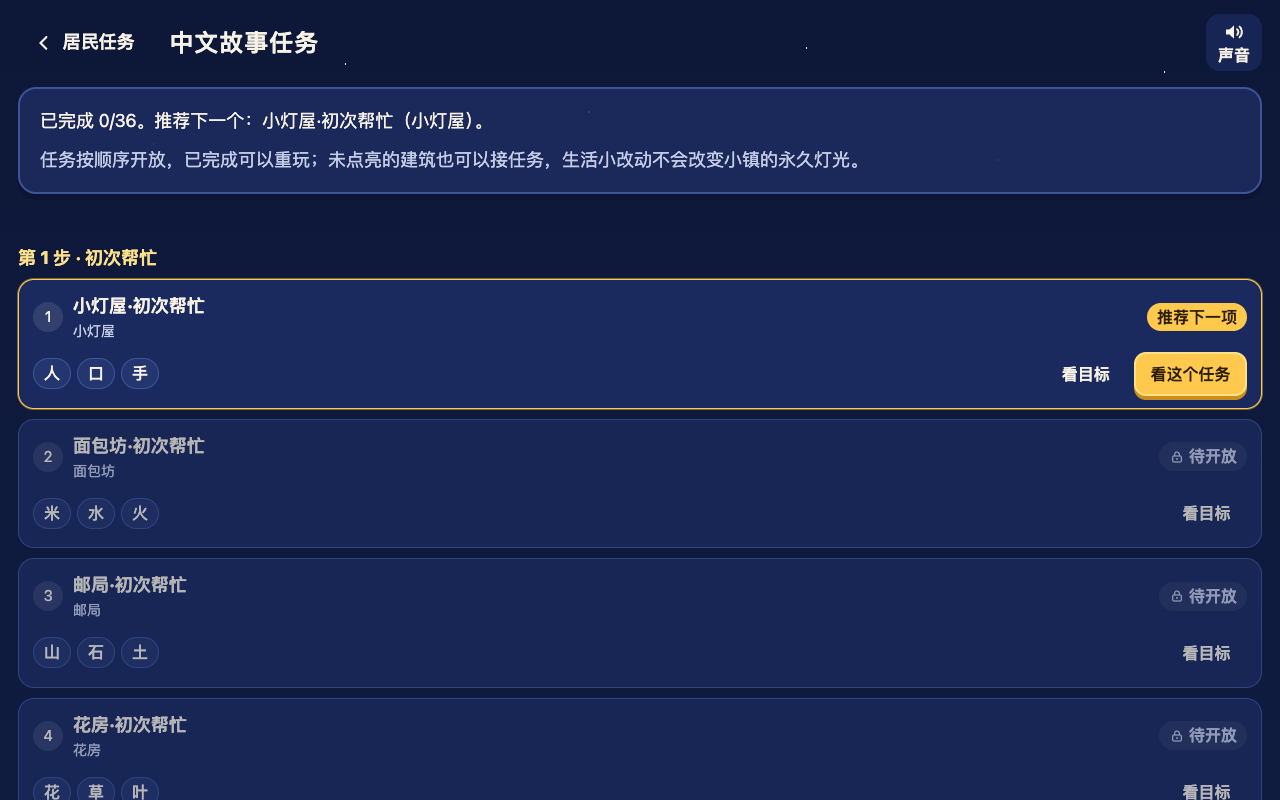 居民任务
中文故事任务
声音
已完成 0/36。推荐下一个：小灯屋·初次帮忙（小灯屋）。
任务按顺序开放，已完成可以重玩；未点亮的建筑也可以接任务，生活小改动不会改变小镇的永久灯光。
第 1 步 · 初次帮忙
1
小灯屋·初次帮忙
小灯屋
推荐下一项
人 口 手
看目标
看这个任务
2
面包坊·初次帮忙
面包坊
待开放
米 水 火
看目标
3
邮局·初次帮忙
邮局
待开放
山 石 土
看目标
4
花房·初次帮忙
花房
待开放
花 草 叶
看目标